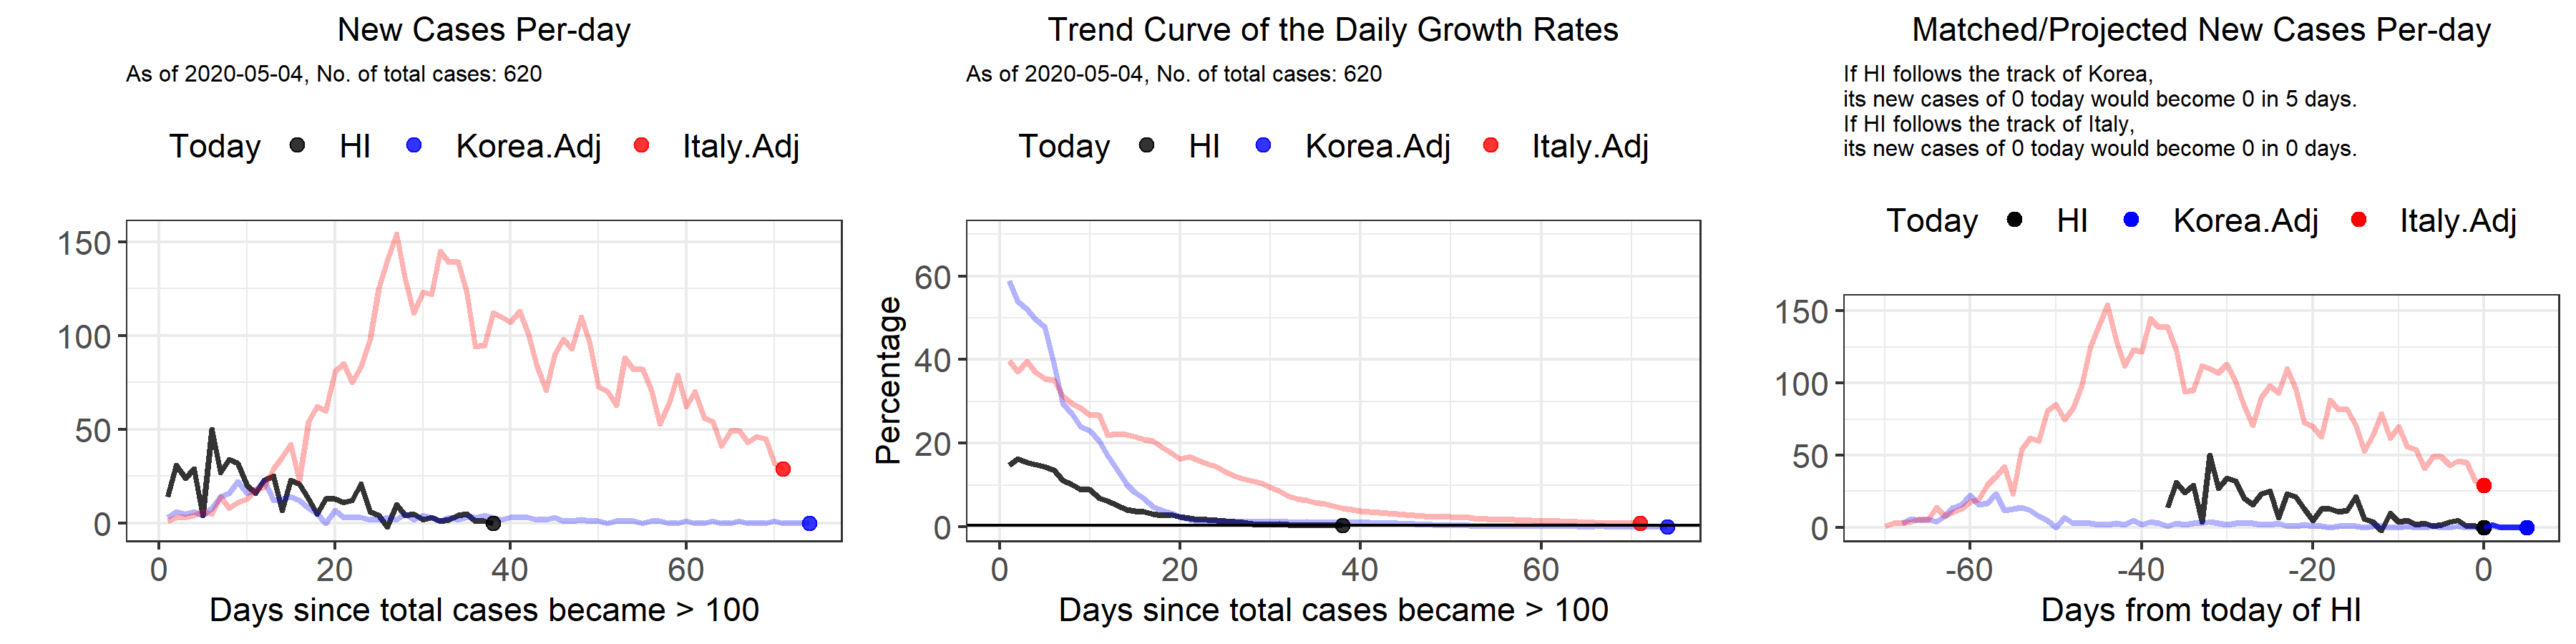 New Cases Per-day
As of 2020-05-04, No. of total cases: 620
Today HI Korea.Adj Italy.Adj
150
100
50
0
0 20 40 60
Days since total cases became > 100
Trend Curve of the Daily Growth Rates
As of 2020-05-04, No. of total cases: 620
Today HI Korea.Adj Italy.Adj
Percentage
60
40
20
0
0 20 40 60
Days since total cases became > 100
Matched/Projected New Cases Per-day
If HI follows the track of Korea,
its new cases of 0 today would become 0 in 5 days.
If HI follows the track of Italy,
its new cases of 0 today would become 0 in 0 days.
Today HI Korea.Adj Italy.Adj
150
100
50
0
-60 -40 -20 0
Days from today of HI